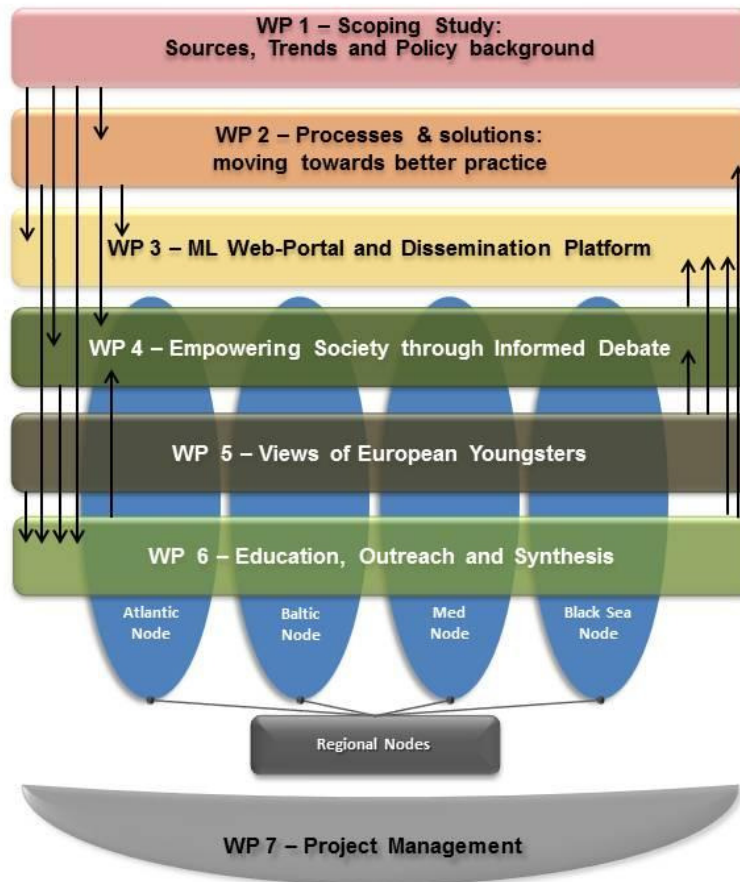 WP 1 – Scoping Study:
Sources, Trends and Policy background
WP 2 – Processes & solutions:
moving towards better practice
WP 3 – ML Web-Portal and Dissemination Platform
WP 4 – Empowering Society through Informed Debate
WP 5 – Views of European Youngsters
WP 6 – Education, Outreach and Synthesis
Atlantic
Node
Baltic
Node
Med
Node
Black Sea
Node
Regional Nodes
WP 7 – Project Management